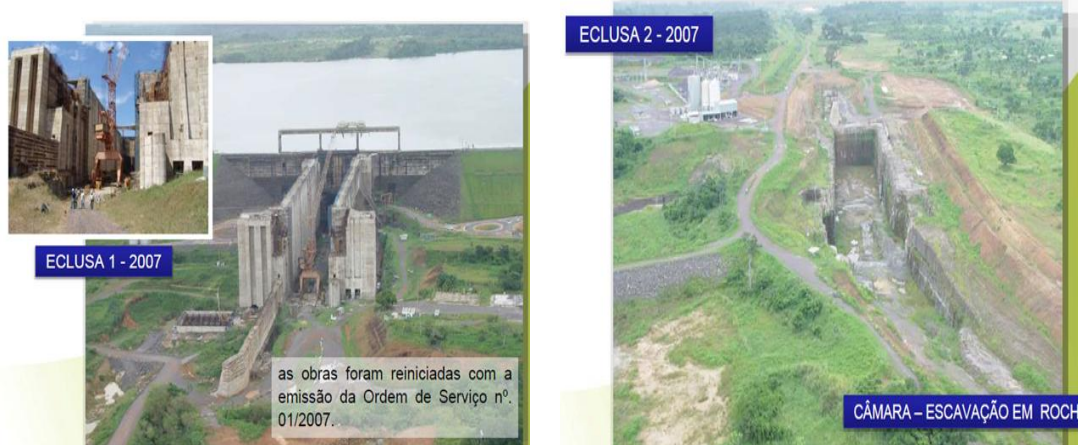 ECLUSA 1 - 2007
as obras foram reiniciadas com a
emissão da Ordem de Serviço nº.
01/2007.
ECLUSA 2 - 2007
CÂMARA – ESCAVAÇÃO EM ROCH